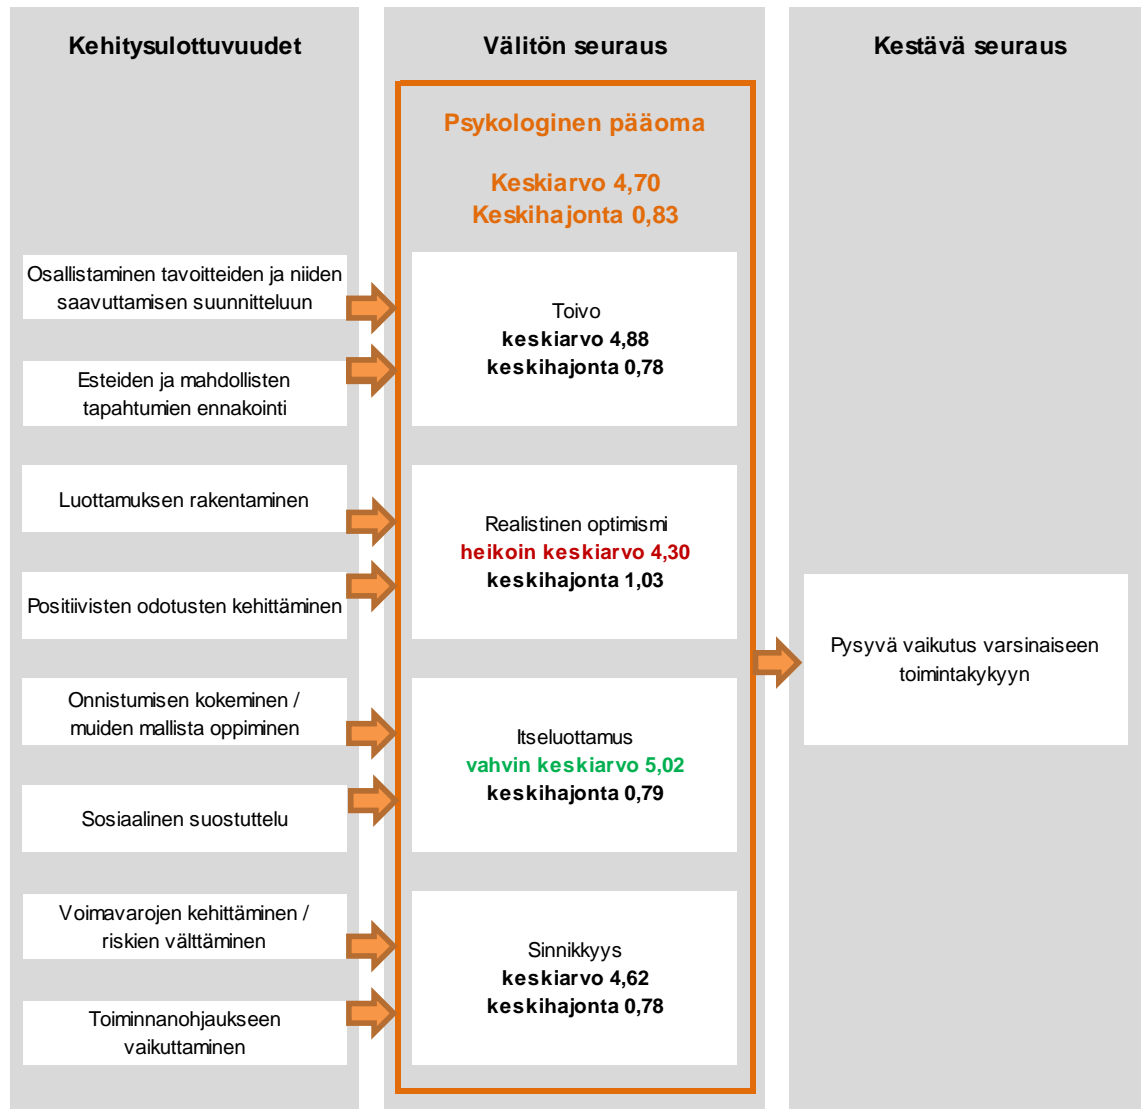 Kehitysulottuvuudet
Osallistaminen tavoitteiden ja niiden
saavuttamisen suunnitteluun
Esteiden ja mahdollisten
tapahtumien ennakointi
Luottamuksen rakentaminen
Positiivisten odotusten kehittäminen
Onnistumisen kokeminen /
muiden mallista oppiminen
Sosiaalinen suostuttelu
Voimavarojen kehittäminen /
riskien välttäminen
Toiminnanohjaukseen
vaikuttaminen
Välitön seuraus
Psykologinen pääoma
Keskiarvo 4,70
Keskihajonta 0,83
Toivo
keskiarvo 4,88
keskihajonta 0,78
Realistinen optimismi
heikoin keskiarvo 4,30
keskihajonta 1,03
Itseluottamus
vahvin keskiarvo 5,02
keskihajonta 0,79
Sinnikkyys
keskiarvo 4,62
keskihajonta 0,78
Kestävä seuraus
Pysyvä vaikutus varsinaiseen
toimintakykyyn